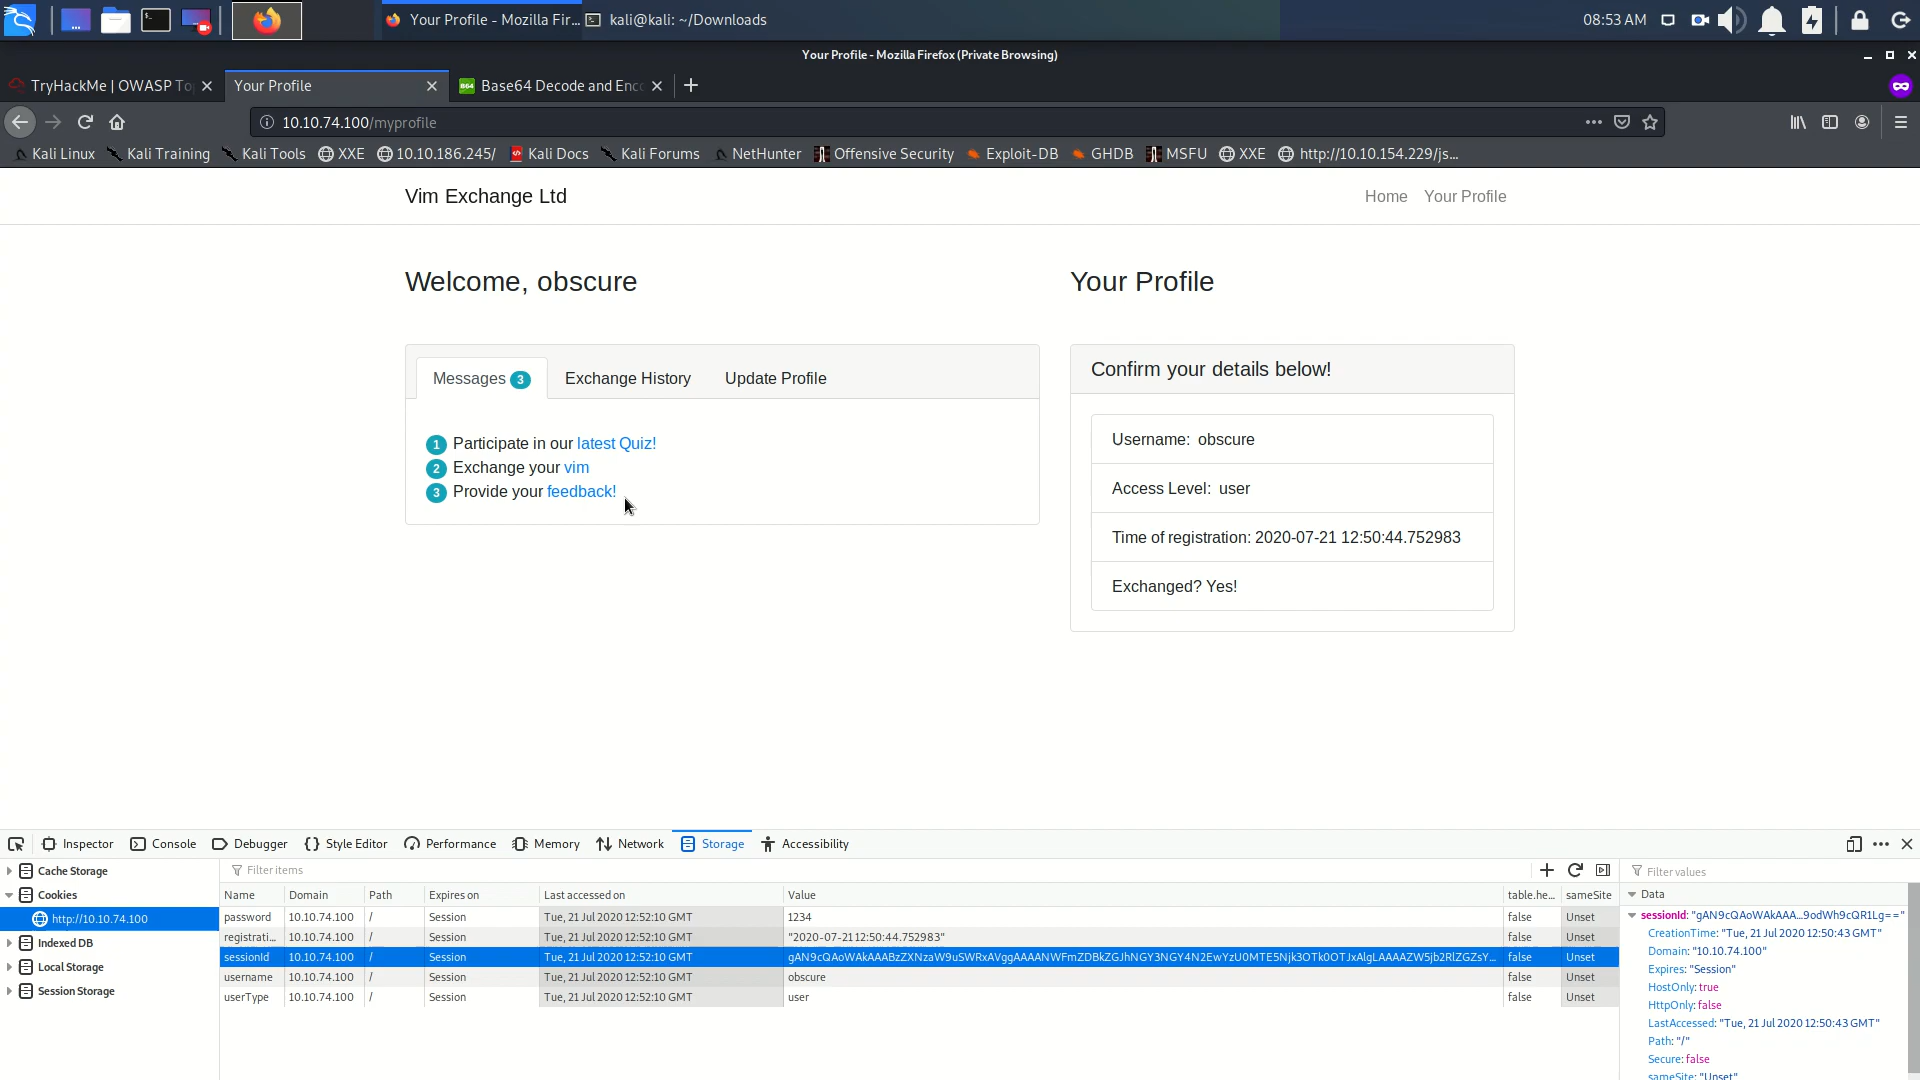 Your Profile - Mozilla Fir... kali@kali: ~/Downloads 08:53 AM
Your Profile - Mozilla Firefox (Private Browsing)
TryHackMe | OWASP To Your Profile Base64 Decode and Enc
10.10.74.100/myprofile
Kali Linux Kali Training Kali Tools XXE 10.10.186.245/ Kali Docs Kali Forums NetHunter Offensive Security Exploit-DB GHDB MSFU XXE http://10.10.154.229/js...
Vim Exchange Ltd Home Your Profile
Welcome, obscure Your Profile
Messages 3 Exchange History Update Profile
Confirm your details below!
1 Participate in our latest Quiz!
2 Exchange your vim
3 Provide your feedback!
Username: obscure
Access Level: user
Time of registration: 2020-07-21 12:50:44.752983
Exchanged? Yes!
Inspector Console Debugger Style Editor Performance Memory Network Storage Accessibility
Cache Storage
Cookies
http://10.10.74.100
Indexed DB
Local Storage
Session Storage
Filter items
Name Domain Path Expires on Last accessed on Value table.he... sameSite
password 10.10.74.100 / Session Tue, 21 Jul 2020 12:52:10 GMT 1234 false Unset
registrati... 10.10.74.100 / Session Tue, 21 Jul 2020 12:52:10 GMT "2020-07-21 12:50:44.752983" false Unset
sessionId 10.10.74.100 / Session Tue, 21 Jul 2020 12:52:10 GMT false Unset
username 10.10.74.100 / Session Tue, 21 Jul 2020 12:52:10 GMT obscure false Unset
userType 10.10.74.100 / Session Tue, 21 Jul 2020 12:52:10 GMT user false Unset
Filter values
Data
sessionId: "gAN9cQAoWAkAAA...9odWh9cQR1Lg=="
CreationTime: "Tue, 21 Jul 2020 12:50:43 GMT"
Domain: "10.10.74.100"
Expires: "Session"
HostOnly: true
HttpOnly: false
LastAccessed: "Tue, 21 Jul 2020 12:50:43 GMT"
Path: "/"
Secure: false
sameSite: "Unset"